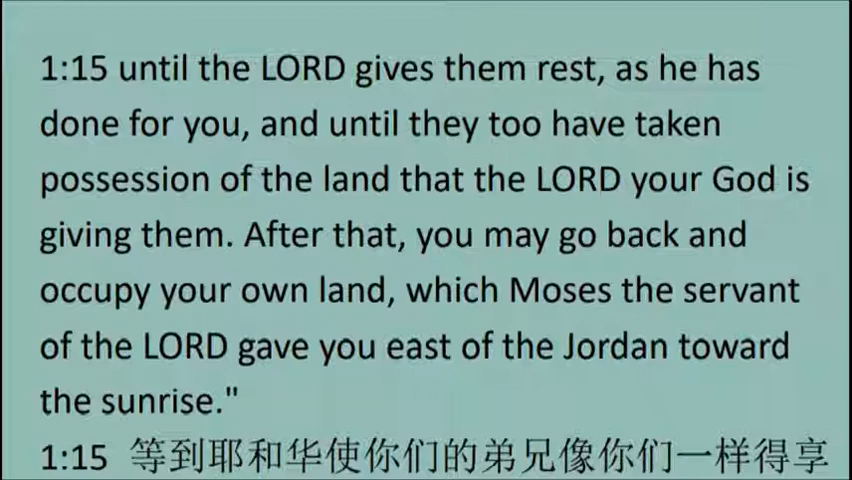 1:15 until the LORD gives them rest, as he has
done for you, and until they too have taken
possession of the land that the LORD your God is
giving them. After that, you may go back and
occupy your own land, which Moses the servant
of the LORD gave you east of the Jordan toward
the sunrise."
1:15 等到耶和华使你们的弟兄像你们一样得享